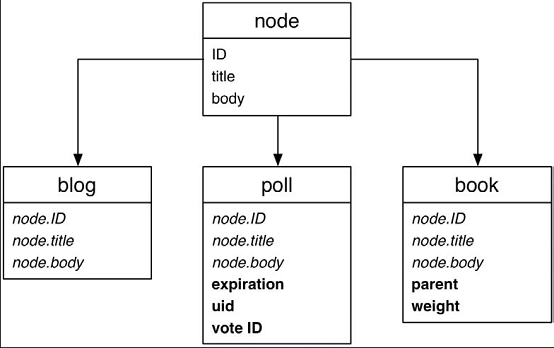 node
ID
title
body
blog
node.ID
node.title
node.body
poll
node.ID
node.title
node.body
expiration
uid
vote ID
book
node.ID
node.title
node.body
parent
weight